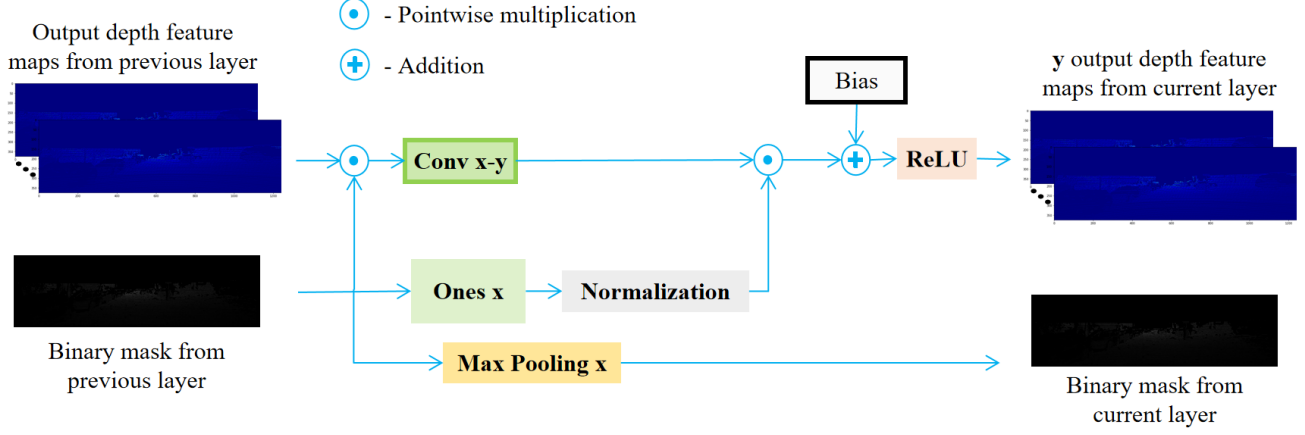 - Pointwise multiplication
- Addition
Output depth feature
maps from previous layer
Bias
y output depth feature
maps from current layer
Conv x-y
ReLU
Ones x
Normalization
Max Pooling x
Binary mask from
previous layer
Binary mask from
current layer